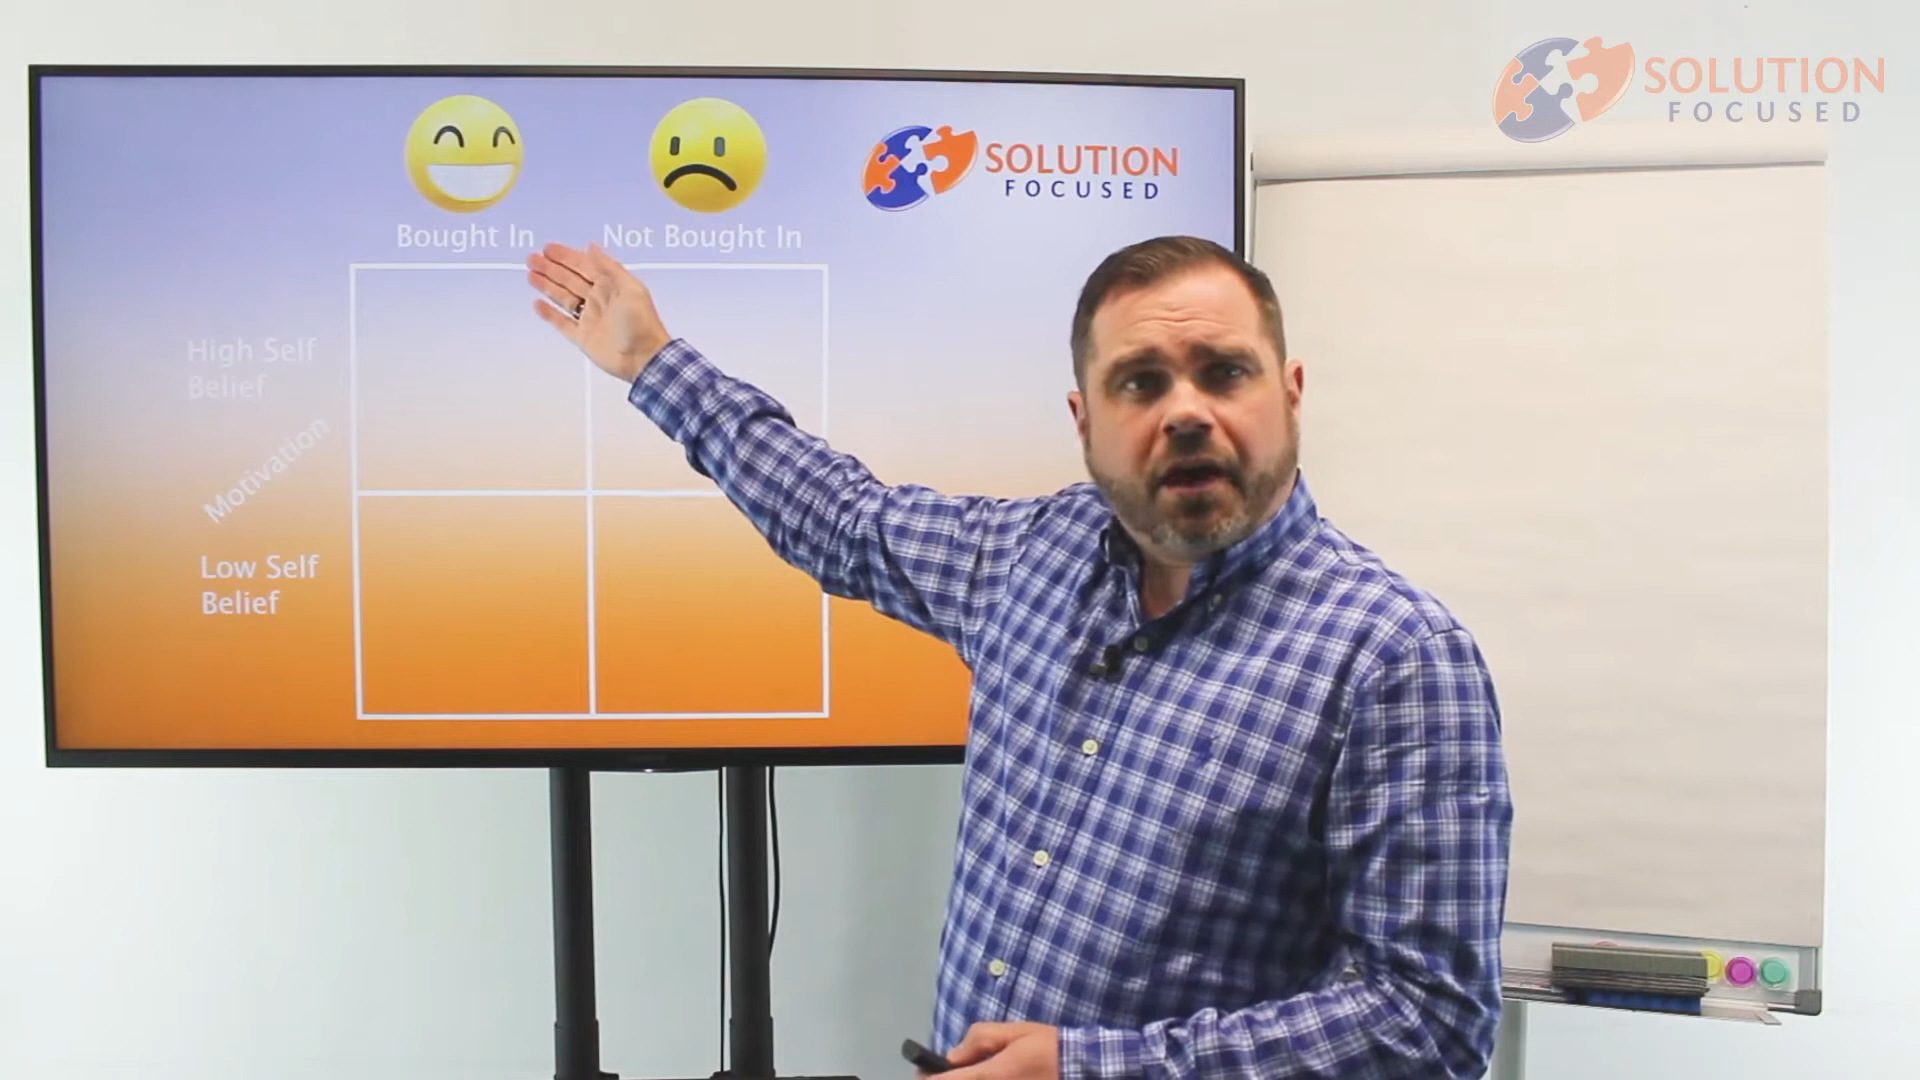 SOLUTION
FOCUSED
SOLUTION
FOCUSED
Bought In
Not Bought In
High Self
Belief
Motivation
Low Self
Belief